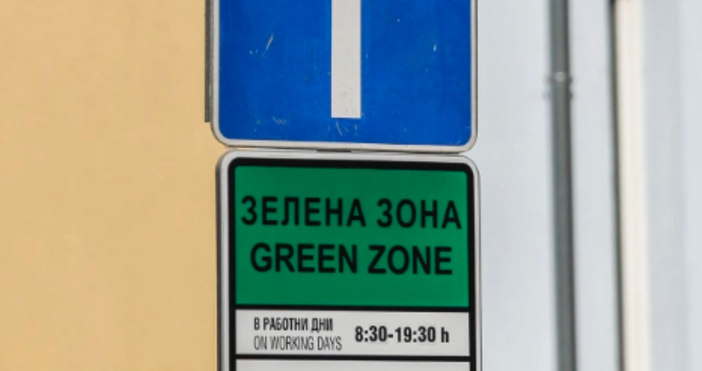 ЗЕЛЕНА ЗОНА
GREEN ZONE
В РАБОТНИ ДНИ
ON WORKING DAYS
8:30-19:30 h